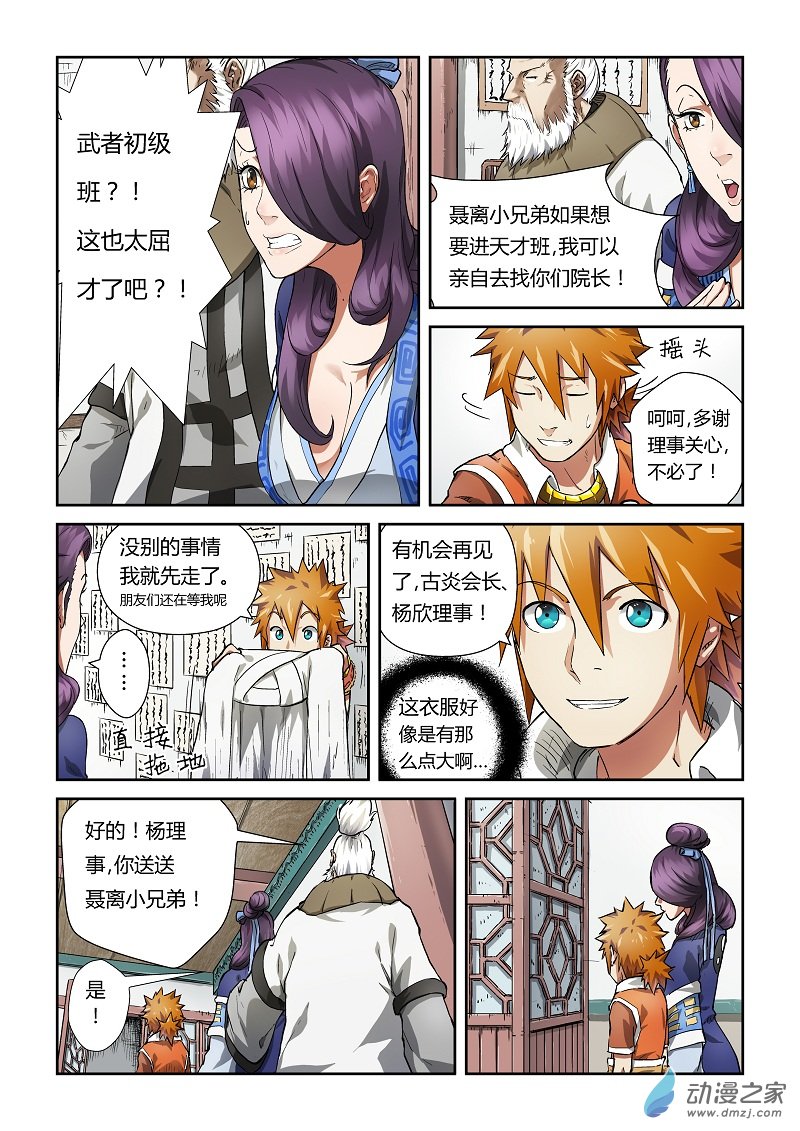 武者初级
班？！
这也太屈
才了吧？！
聂离小兄弟如果想
要进天才班,我可以
亲自去找你们院长！
摇头
呵呵,多谢
理事关心,
不必了！
没别的事情
我就先走了。
朋友们还在等我呢
……
直接
拖地
有机会再见
了,古炎会长、
杨欣理事！
这衣服好
像是有那
么点大啊...
好的！杨理
事,你送送
聂离小兄弟！
是！
动漫之家
www.dmzj.com